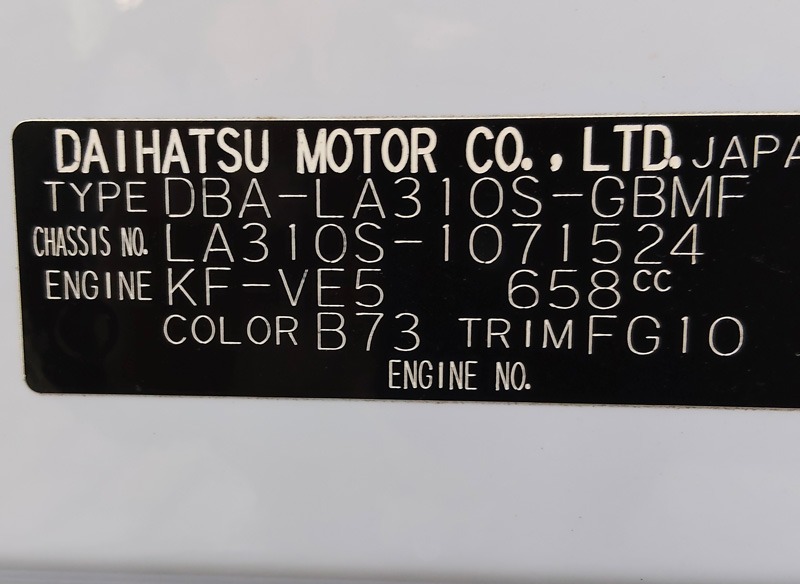 DAIHATSU MOTOR CO., LTD. JAPA
TYPE DBA-LA310S-GBMF
CHASSIS NO. LA310S-1071524
ENGINE KF-VE5 658cc
COLOR B73 TRIM FG10
ENGINE NO.